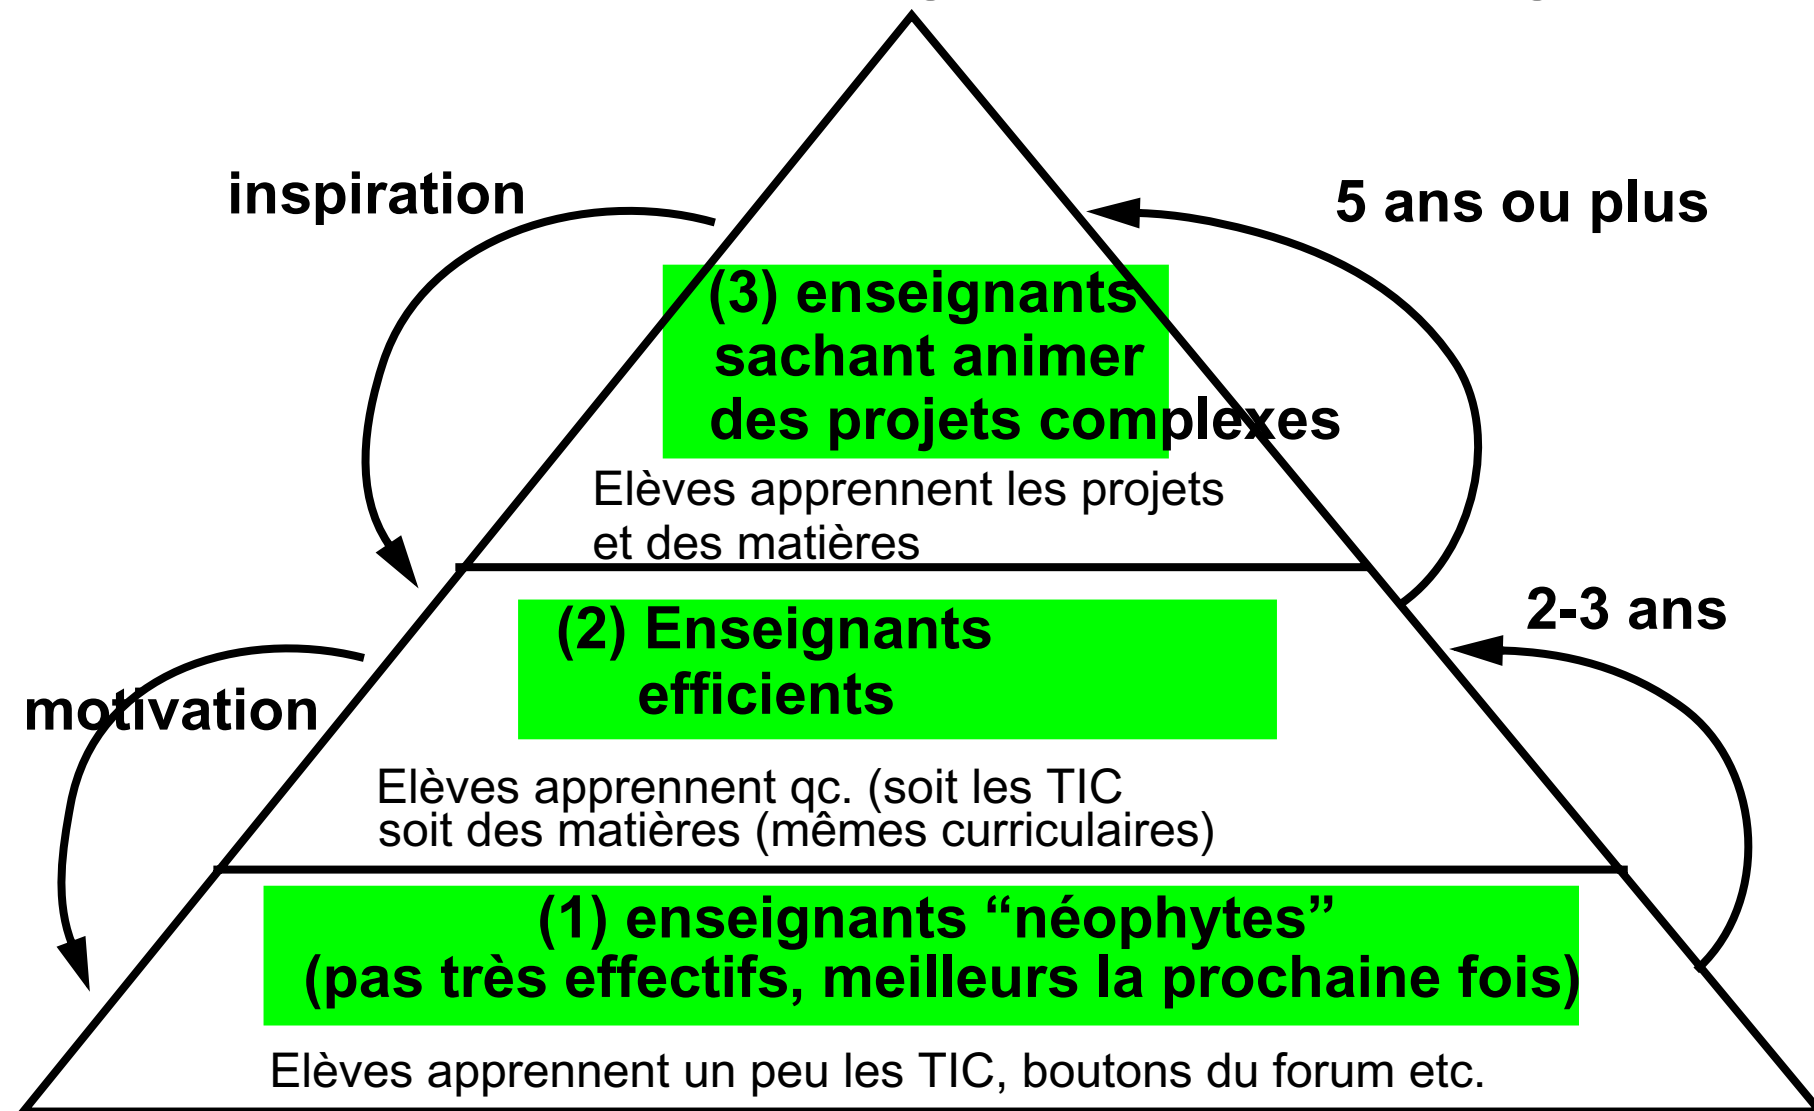 inspiration
5 ans ou plus
(3) enseignants
sachant animer
des projets complexes
Elèves apprennent les projets
et des matières
2-3 ans
(2) Enseignants
efficients
motivation
Elèves apprennent qc. (soit les TIC
soit des matières (mêmes curriculaires)
(1) enseignants “néophytes”
(pas très effectifs, meilleurs la prochaine fois)
Elèves apprennent un peu les TIC, boutons du forum etc.